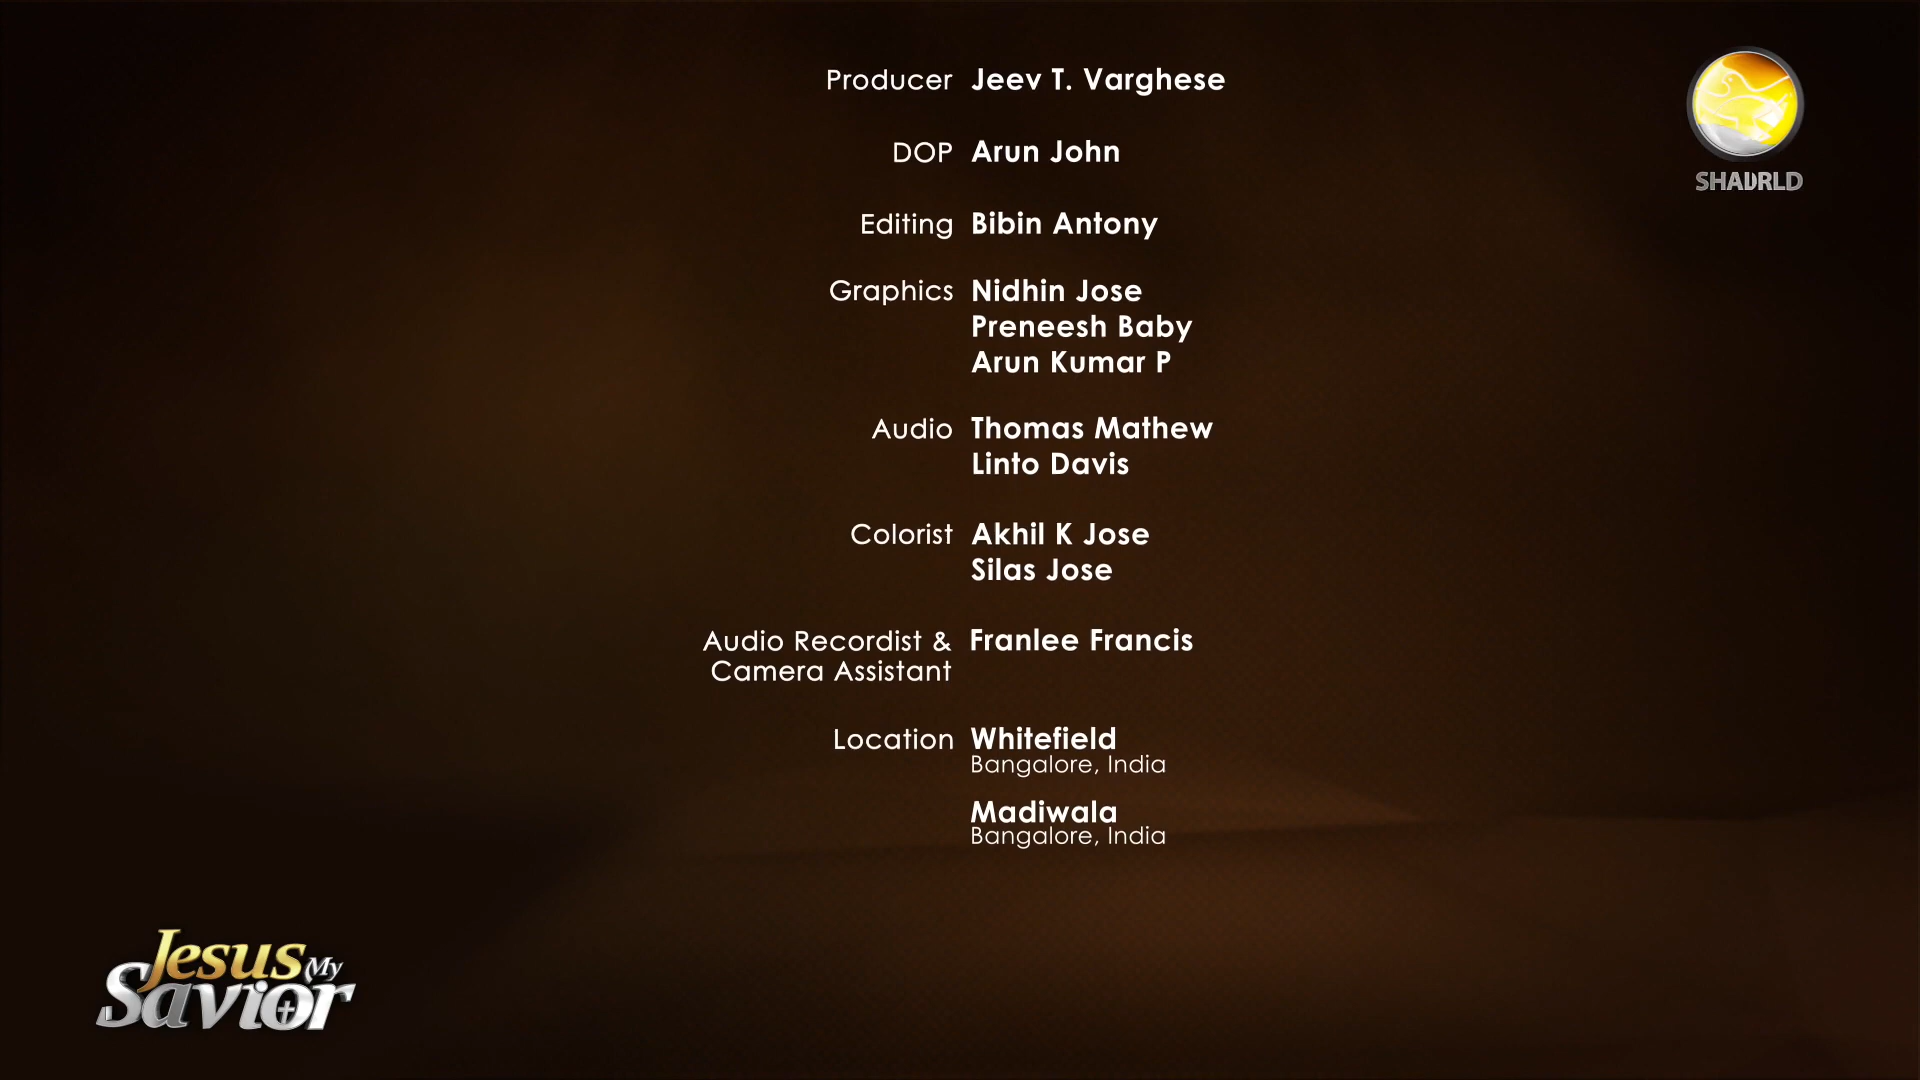 Producer Jeev T. Varghese
DOP Arun John
Editing Bibin Antony
Graphics Nidhin Jose
Preneesh Baby
Arun Kumar P
Audio Thomas Mathew
Linto Davis
Colorist Akhil K Jose
Silas Jose
Audio Recordist & Franlee Francis
Camera Assistant
Location Whitefield
Bangalore, India
Madiwala
Bangalore, India
Jesus My
Savior